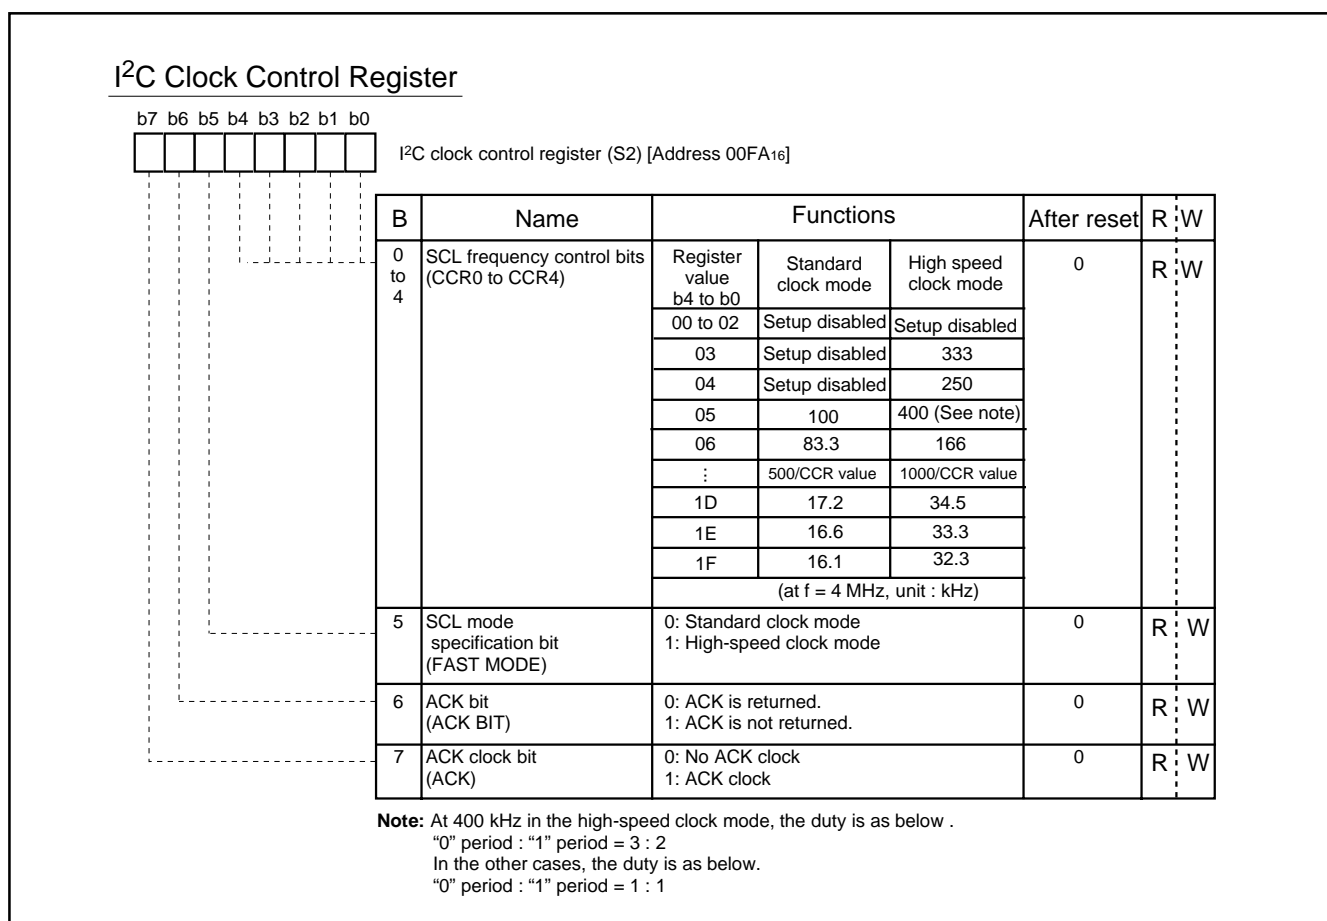 I²C Clock Control Register
b7 b6 b5 b4 b3 b2 b1 b0
I²C clock control register (S2) [Address 00FA₁₆]
B Name Functions After reset R W
0 to 4
SCL frequency control bits
(CCR0 to CCR4)
Register value b4 to b0 Standard clock mode High speed clock mode
0 R W
00 to 02 Setup disabled Setup disabled
03 Setup disabled 333
04 Setup disabled 250
05 100 400 (See note)
06 83.3 166
⋮ 500/CCR value 1000/CCR value
1D 17.2 34.5
1E 16.6 33.3
1F 16.1 32.3
(at f = 4 MHz, unit : kHz)
5 SCL mode 0: Standard clock mode 0 R W
specification bit 1: High-speed clock mode
(FAST MODE)
6 ACK bit 0: ACK is returned. 0 R W
(ACK BIT) 1: ACK is not returned.
7 ACK clock bit 0: No ACK clock 0 R W
(ACK) 1: ACK clock
Note: At 400 kHz in the high-speed clock mode, the duty is as below .
“0” period : “1” period = 3 : 2
In the other cases, the duty is as below.
“0” period : “1” period = 1 : 1